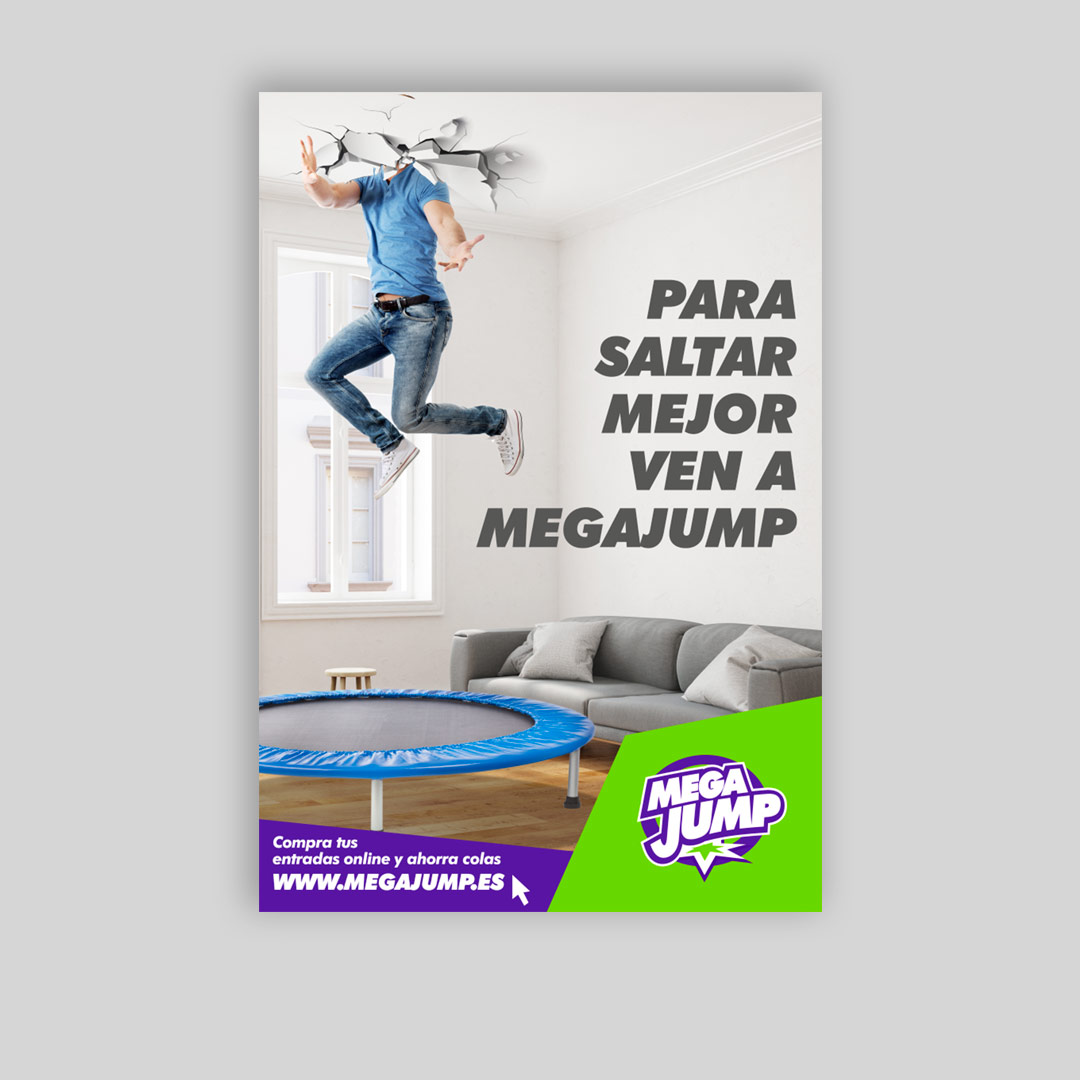 PARA
SALTAR
MEJOR
VEN A
MEGAJUMP
MEGA
JUMP
Compra tus
entradas online y ahorra colas
WWW.MEGAJUMP.ES